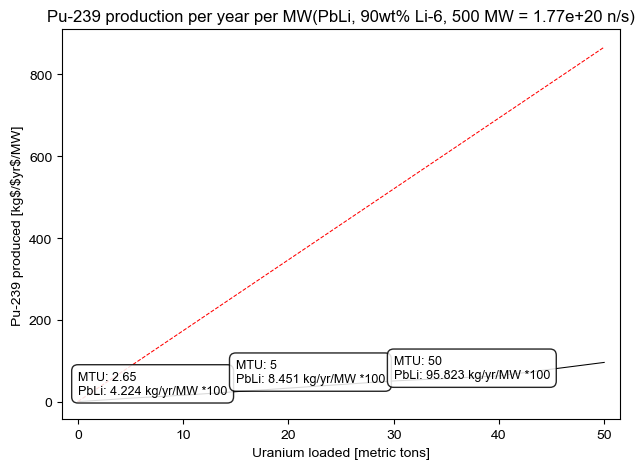 Pu-239 production per year per MW(PbLi, 90wt% Li-6, 500 MW = 1.77e+20 n/s)
Pu-239 produced [kg$/$yr$/MW]
800
600
400
200
0
MTU: 2.65
PbLi: 4.224 kg/yr/MW *100
MTU: 5
PbLi: 8.451 kg/yr/MW *100
MTU: 50
PbLi: 95.823 kg/yr/MW *100
0
10
20
30
40
50
Uranium loaded [metric tons]